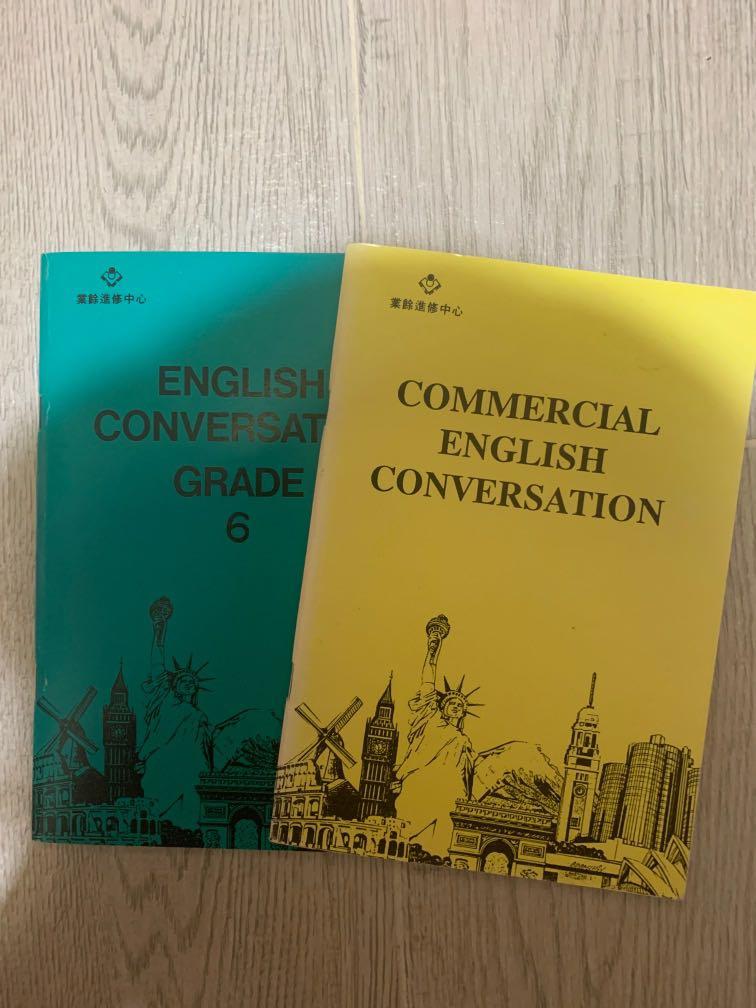 業餘進修中心
ENGLISH
CONVERSAT
GRADE
6
業餘進修中心
COMMERCIAL
ENGLISH
CONVERSATION